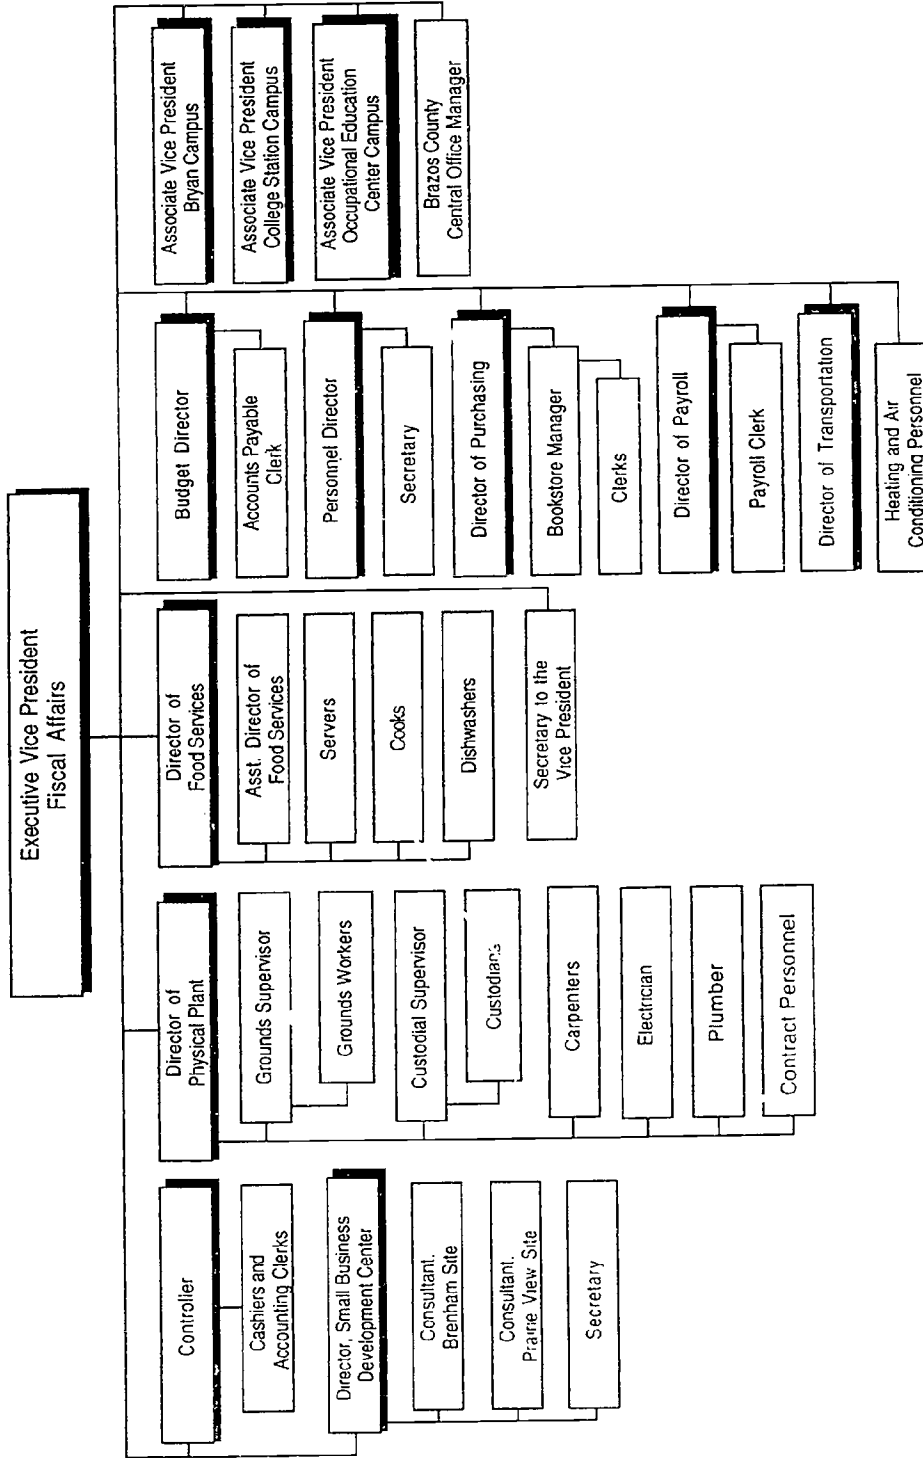 Executive Vice President
Fiscal Affairs
Controller
Cashiers and
Accounting Clerks
Director, Small Business
Development Center
Consultant.
Brenham Site
Consultant.
Prairie View Site
Secretary
Director of
Physical Plant
Grounds Supervisor
Grounds Workers
Custodial Supervisor
Custodians
Carpenters
Electrician
Plumber
Contract Personnel
Director of
Food Services
Asst. Director of
Food Services
Servers
Cooks
Dishwashers
Secretary to the
Vice President
Budget Director
Accounts Payable
Clerk
Personnel Director
Secretary
Director of Purchasing
Bookstore Manager
Clerks
Director of Payroll
Payroll Clerk
Director of Transportation
Heating and Air
Conditioning Personnel
Associate Vice President
Bryan Campus
Associate Vice President
College Station Campus
Associate Vice President
Occupational Education
Center Campus
Brazos County
Central Office Manager